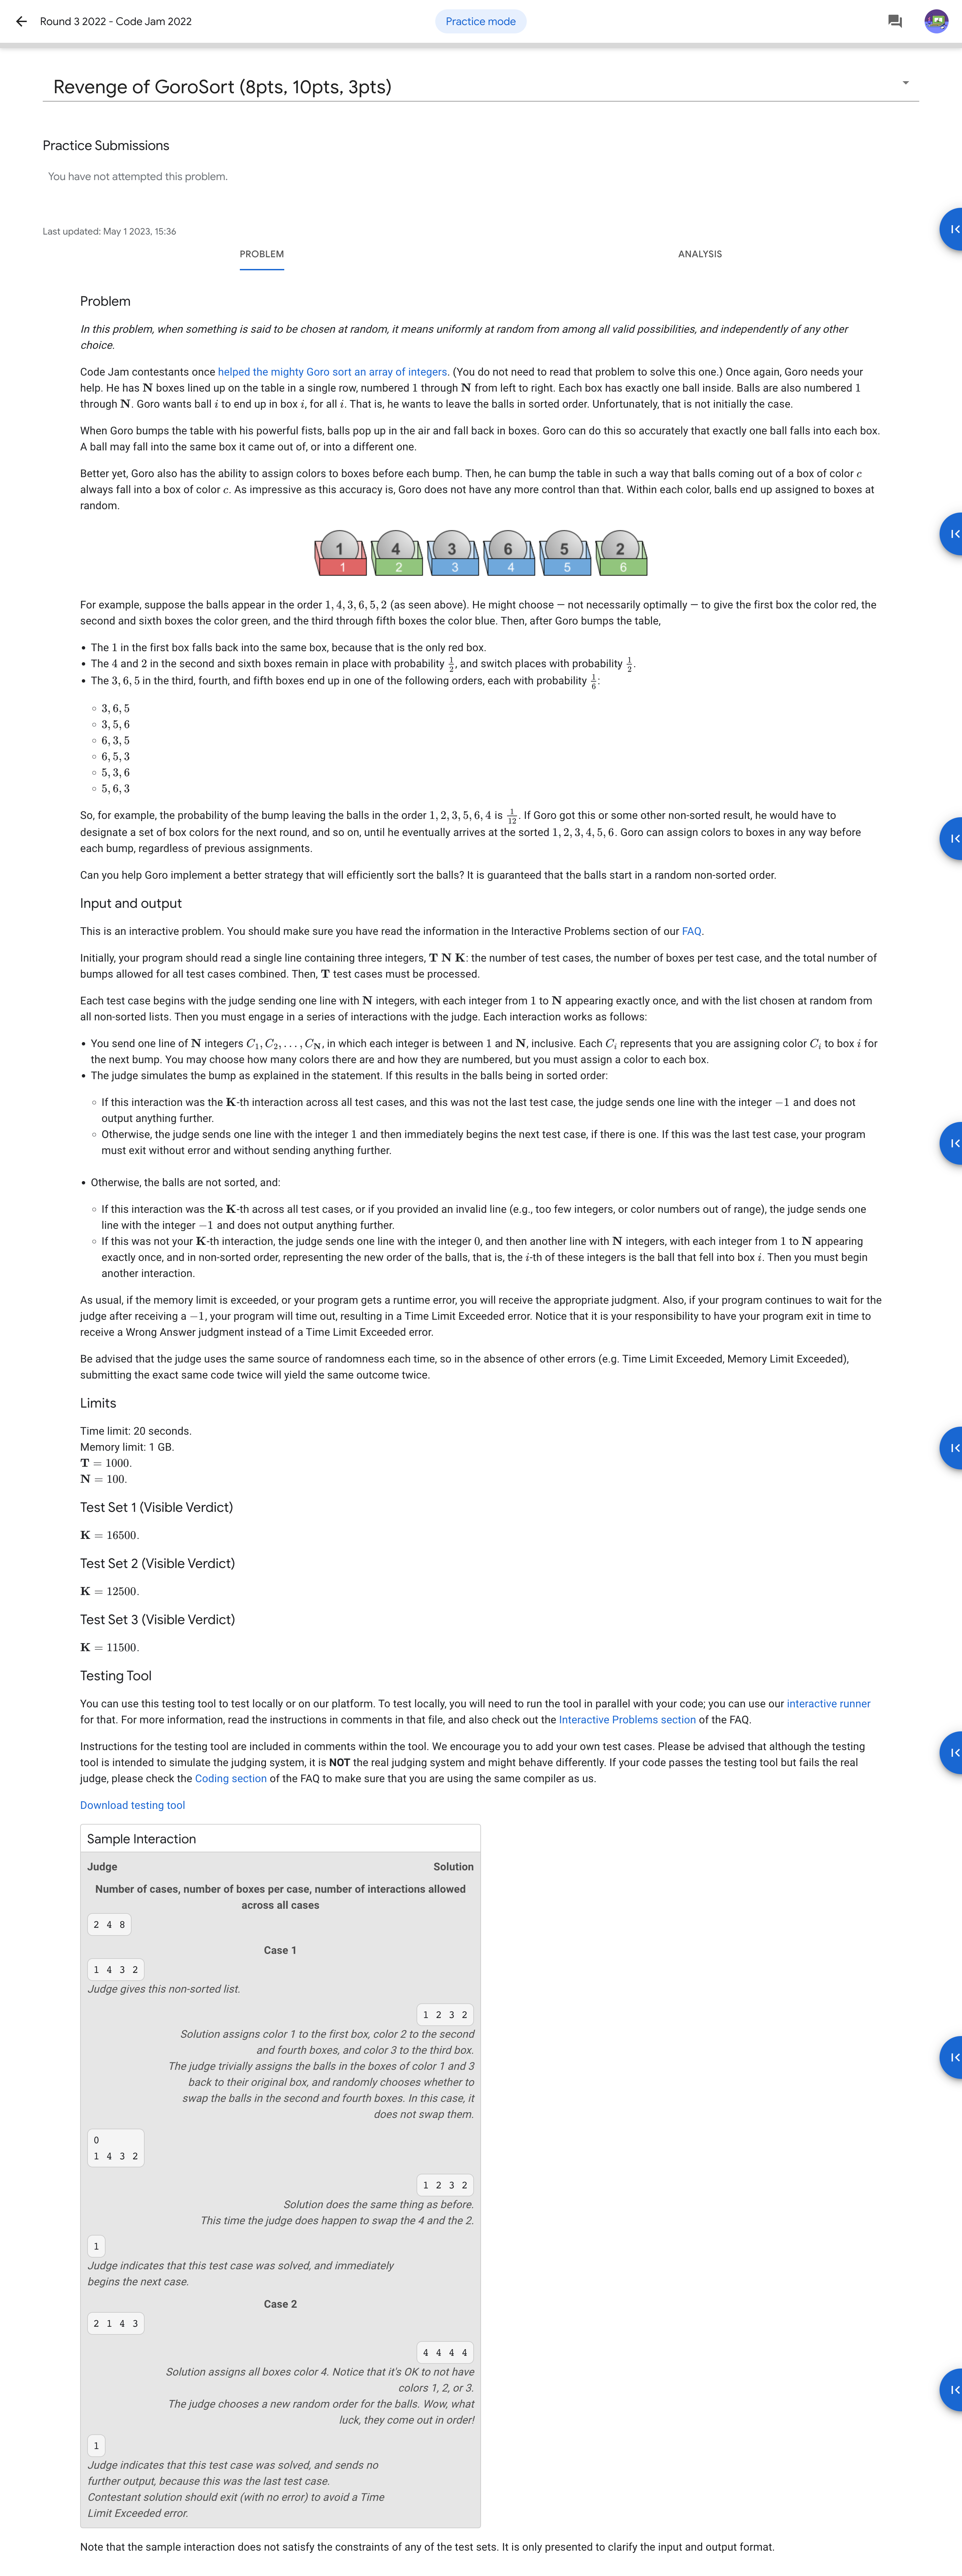 Round 3 2022 - Code Jam 2022
Practice mode
Revenge of GoroSort (8pts, 10pts, 3pts)
Practice Submissions
You have not attempted this problem.
Last updated: May 1 2023, 15:36
PROBLEM
ANALYSIS
Problem
In this problem, when something is said to be chosen at random, it means uniformly at random from among all valid possibilities, and independently of any other
choice.
Code Jam contestants once helped the mighty Goro sort an array of integers. (You do not need to read that problem to solve this one.) Once again, Goro needs your
help. He has N boxes lined up on the table in a single row, numbered 1 through N from left to right. Each box has exactly one ball inside. Balls are also numbered 1
through N. Goro wants ball i to end up in box i, for all i. That is, he wants to leave the balls in sorted order. Unfortunately, that is not initially the case.
When Goro bumps the table with his powerful fists, balls pop up in the air and fall back in boxes. Goro can do this so accurately that exactly one ball falls into each box.
A ball may fall into the same box it came out of, or into a different one.
Better yet, Goro also has the ability to assign colors to boxes before each bump. Then, he can bump the table in such a way that balls coming out of a box of color c
always fall into a box of color c. As impressive as this accuracy is, Goro does not have any more control than that. Within each color, balls end up assigned to boxes at
random.
1 4 3 6 5 2
1 2 3 4 5 6
For example, suppose the balls appear in the order 1, 4, 3, 6, 5, 2 (as seen above). He might choose — not necessarily optimally — to give the first box the color red, the
second and sixth boxes the color green, and the third through fifth boxes the color blue. Then, after Goro bumps the table,
• The 1 in the first box falls back into the same box, because that is the only red box.
• The 4 and 2 in the second and sixth boxes remain in place with probability 1/2, and switch places with probability 1/2.
• The 3, 6, 5 in the third, fourth, and fifth boxes end up in one of the following orders, each with probability 1/6:
○ 3, 6, 5
○ 3, 5, 6
○ 6, 3, 5
○ 6, 5, 3
○ 5, 3, 6
○ 5, 6, 3
So, for example, the probability of the bump leaving the balls in the order 1, 2, 3, 5, 6, 4 is 1/12. If Goro got this or some other non-sorted result, he would have to
designate a set of box colors for the next round, and so on, until he eventually arrives at the sorted 1, 2, 3, 4, 5, 6. Goro can assign colors to boxes in any way before
each bump, regardless of previous assignments.
Can you help Goro implement a better strategy that will efficiently sort the balls? It is guaranteed that the balls start in a random non-sorted order.
Input and output
This is an interactive problem. You should make sure you have read the information in the Interactive Problems section of our FAQ.
Initially, your program should read a single line containing three integers, T N K: the number of test cases, the number of boxes per test case, and the total number of
bumps allowed for all test cases combined. Then, T test cases must be processed.
Each test case begins with the judge sending one line with N integers, with each integer from 1 to N appearing exactly once, and with the list chosen at random from
all non-sorted lists. Then you must engage in a series of interactions with the judge. Each interaction works as follows:
• You send one line of N integers C1, C2, . . . , CN, in which each integer is between 1 and N, inclusive. Each Ci represents that you are assigning color Ci to box i for
the next bump. You may choose how many colors there are and how they are numbered, but you must assign a color to each box.
• The judge simulates the bump as explained in the statement. If this results in the balls being in sorted order:
○ If this interaction was the K-th interaction across all test cases, and this was not the last test case, the judge sends one line with the integer −1 and does not
output anything further.
○ Otherwise, the judge sends one line with the integer 1 and then immediately begins the next test case, if there is one. If this was the last test case, your program
must exit without error and without sending anything further.
• Otherwise, the balls are not sorted, and:
○ If this interaction was the K-th across all test cases, or if you provided an invalid line (e.g., too few integers, or color numbers out of range), the judge sends one
line with the integer −1 and does not output anything further.
○ If this was not your K-th interaction, the judge sends one line with the integer 0, and then another line with N integers, with each integer from 1 to N appearing
exactly once, and in non-sorted order, representing the new order of the balls, that is, the i-th of these integers is the ball that fell into box i. Then you must begin
another interaction.
As usual, if the memory limit is exceeded, or your program gets a runtime error, you will receive the appropriate judgment. Also, if your program continues to wait for the
judge after receiving a −1, your program will time out, resulting in a Time Limit Exceeded error. Notice that it is your responsibility to have your program exit in time to
receive a Wrong Answer judgment instead of a Time Limit Exceeded error.
Be advised that the judge uses the same source of randomness each time, so in the absence of other errors (e.g. Time Limit Exceeded, Memory Limit Exceeded),
submitting the exact same code twice will yield the same outcome twice.
Limits
Time limit: 20 seconds.
Memory limit: 1 GB.
T = 1000.
N = 100.
Test Set 1 (Visible Verdict)
K = 16500.
Test Set 2 (Visible Verdict)
K = 12500.
Test Set 3 (Visible Verdict)
K = 11500.
Testing Tool
You can use this testing tool to test locally or on our platform. To test locally, you will need to run the tool in parallel with your code; you can use our interactive runner
for that. For more information, read the instructions in comments in that file, and also check out the Interactive Problems section of the FAQ.
Instructions for the testing tool are included in comments within the tool. We encourage you to add your own test cases. Please be advised that although the testing
tool is intended to simulate the judging system, it is NOT the real judging system and might behave differently. If your code passes the testing tool but fails the real
judge, please check the Coding section of the FAQ to make sure that you are using the same compiler as us.
Download testing tool
Sample Interaction
Judge
Solution
Number of cases, number of boxes per case, number of interactions allowed
across all cases
2 4 8
Case 1
1 4 3 2
Judge gives this non-sorted list.
1 2 3 2
Solution assigns color 1 to the first box, color 2 to the second
and fourth boxes, and color 3 to the third box.
The judge trivially assigns the balls in the boxes of color 1 and 3
back to their original box, and randomly chooses whether to
swap the balls in the second and fourth boxes. In this case, it
does not swap them.
0
1 4 3 2
1 2 3 2
Solution does the same thing as before.
This time the judge does happen to swap the 4 and the 2.
1
Judge indicates that this test case was solved, and immediately
begins the next case.
Case 2
2 1 4 3
4 4 4 4
Solution assigns all boxes color 4. Notice that it's OK to not have
colors 1, 2, or 3.
The judge chooses a new random order for the balls. Wow, what
luck, they come out in order!
1
Judge indicates that this test case was solved, and sends no
further output, because this was the last test case.
Contestant solution should exit (with no error) to avoid a Time
Limit Exceeded error.
Note that the sample interaction does not satisfy the constraints of any of the test sets. It is only presented to clarify the input and output format.